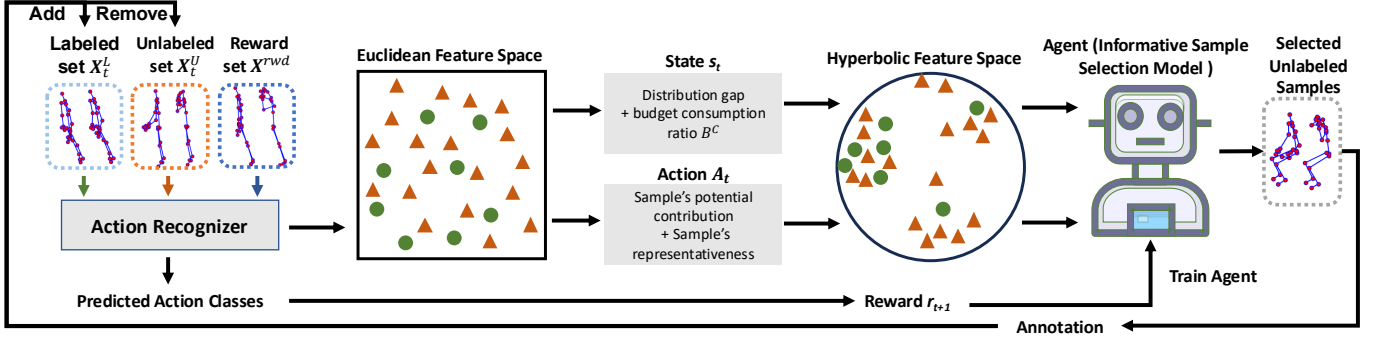 Add Remove
Labeled
set X_t^L
Unlabeled
set X_t^U
Reward
set X^rwd
Action Recognizer
Predicted Action Classes
Euclidean Feature Space
State s_t
Distribution gap
+ budget consumption
ratio B^C
Action A_t
Sample's potential
contribution
+ Sample's
representativeness
Hyperbolic Feature Space
Reward r_{t+1}
Agent (Informative Sample
Selection Model )
Train Agent
Selected
Unlabeled
Samples
Annotation